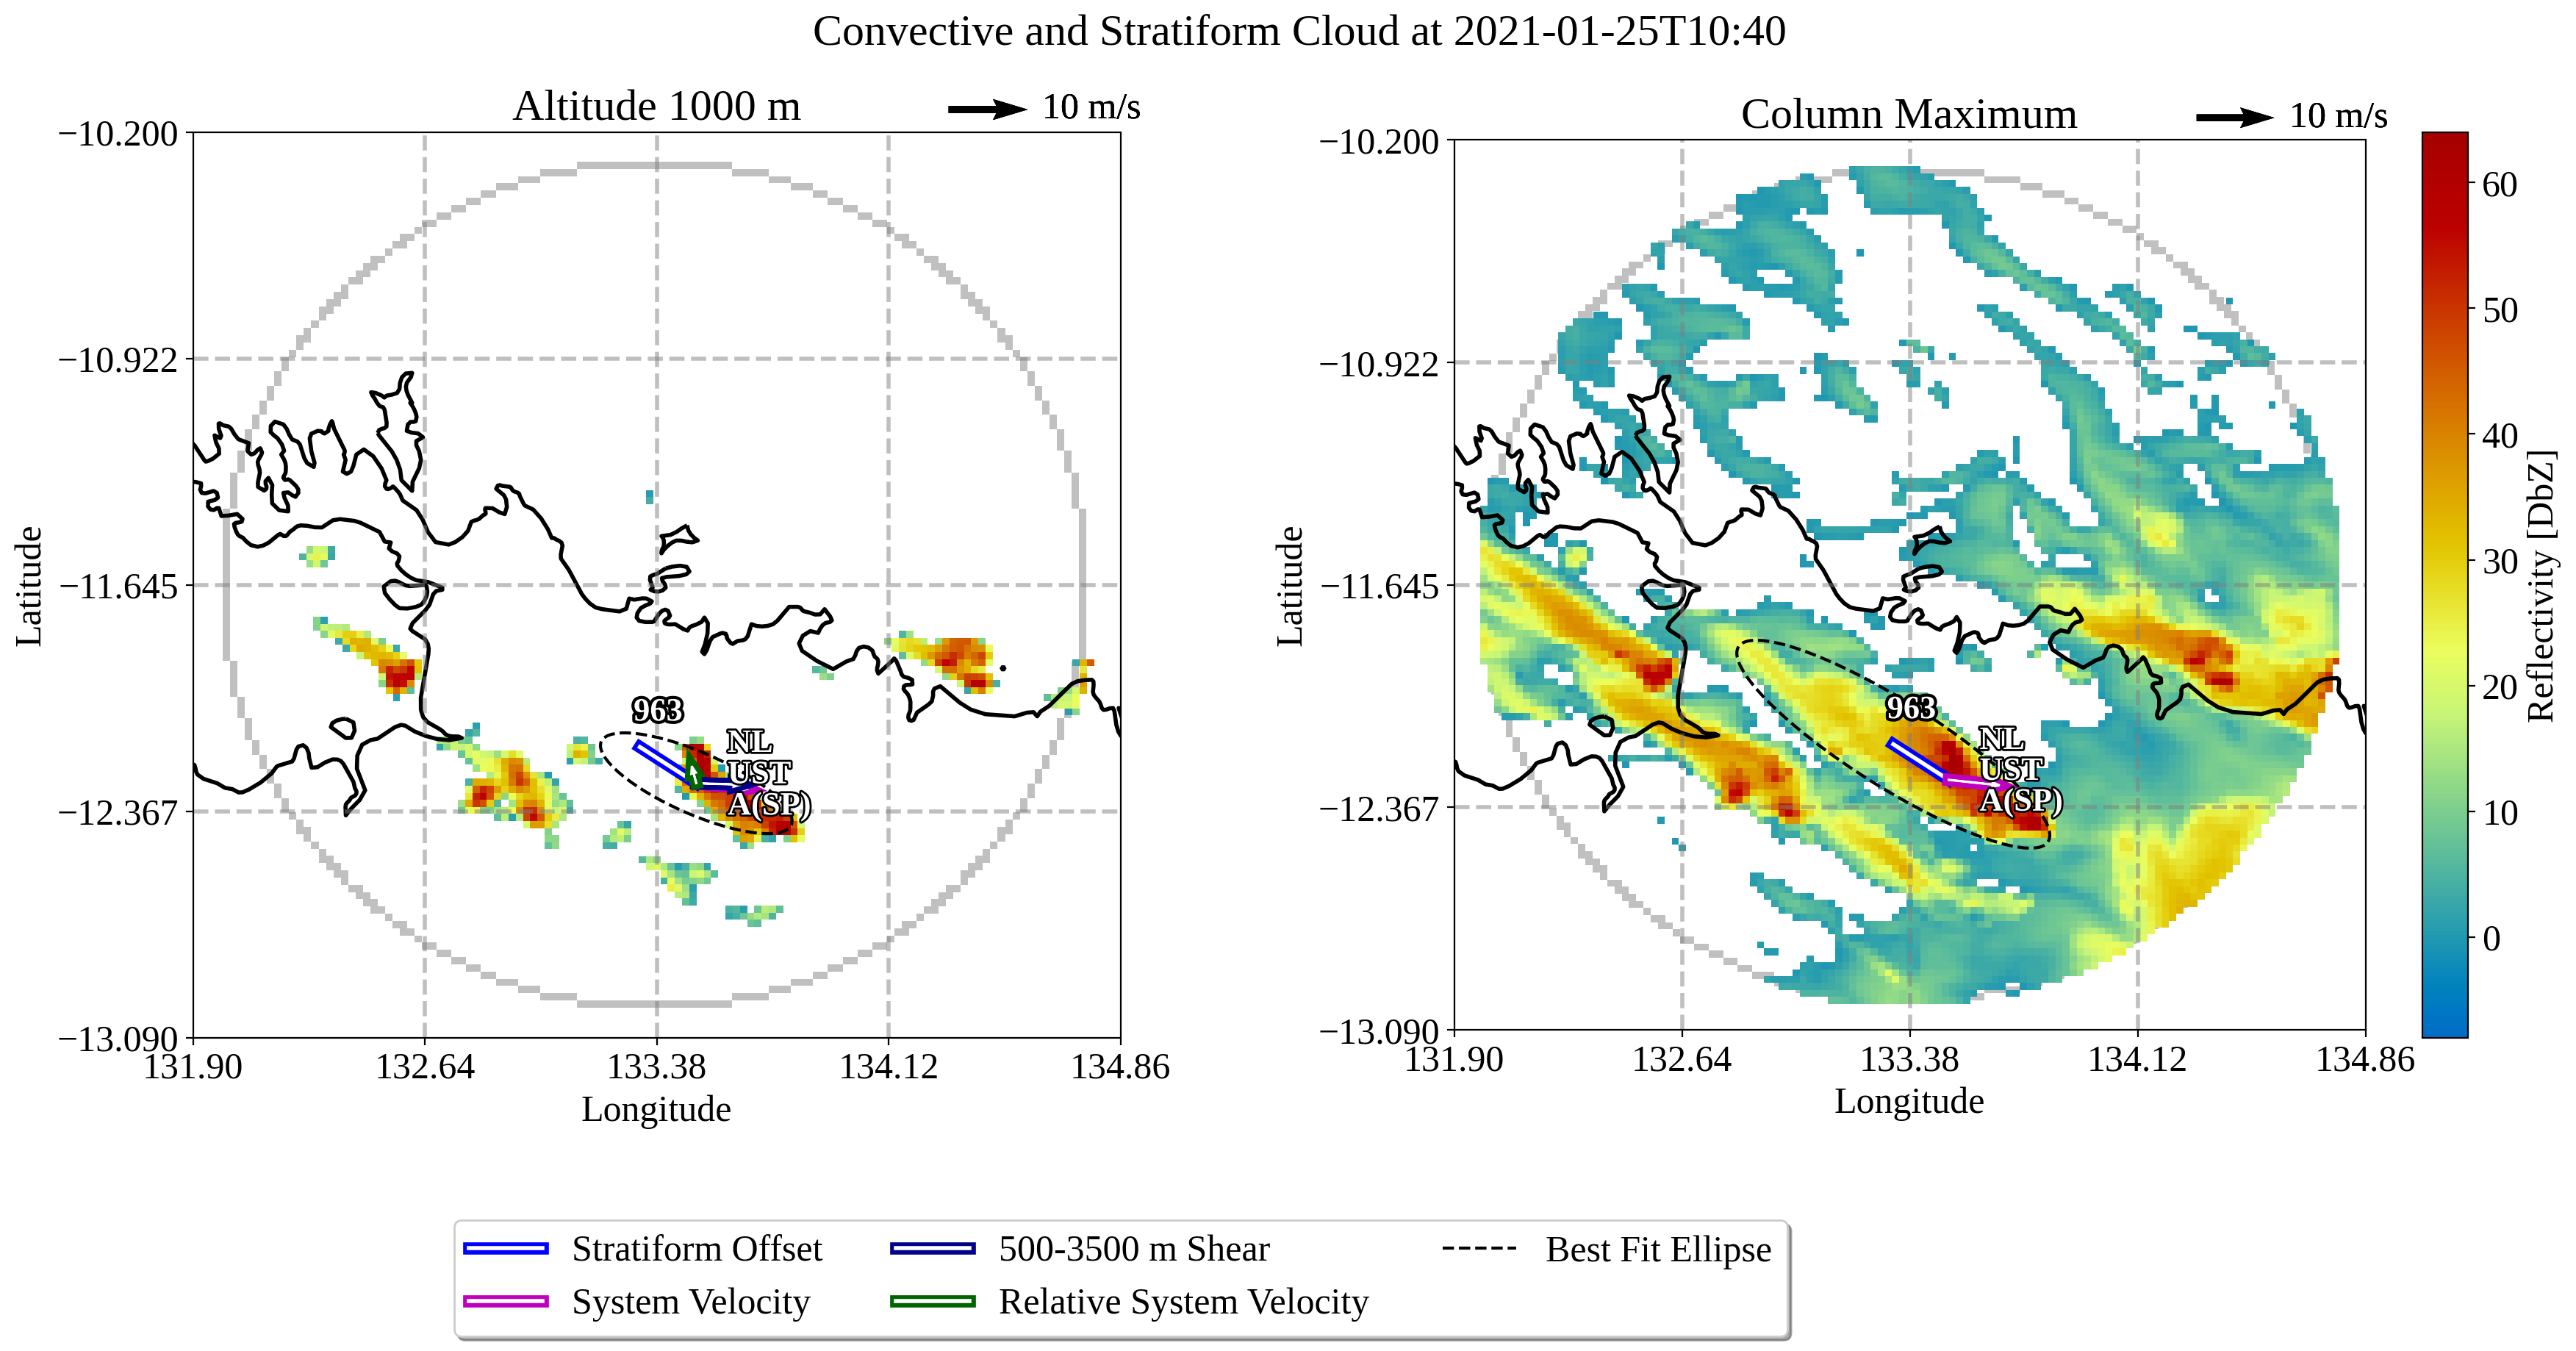 Convective and Stratiform Cloud at 2021-01-25T10:40
Altitude 1000 m
10 m/s
−10.200
−10.922
−11.645
−12.367
−13.090
Latitude
963
NL
UST
A(SP)
131.90
132.64
133.38
134.12
134.86
Longitude
Column Maximum
10 m/s
−10.200
−10.922
−11.645
−12.367
−13.090
Latitude
963
NL
UST
A(SP)
131.90
132.64
133.38
134.12
134.86
Longitude
60
50
40
30
20
10
0
Reflectivity [DbZ]
Stratiform Offset
System Velocity
500-3500 m Shear
Relative System Velocity
Best Fit Ellipse